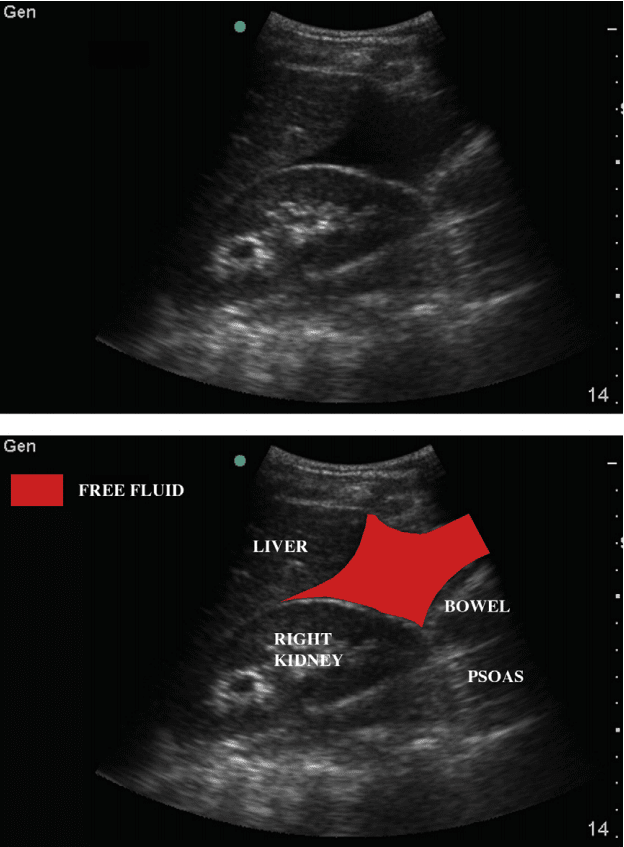 Gen
14
Gen
FREE FLUID
LIVER
BOWEL
RIGHT
KIDNEY
PSOAS
14